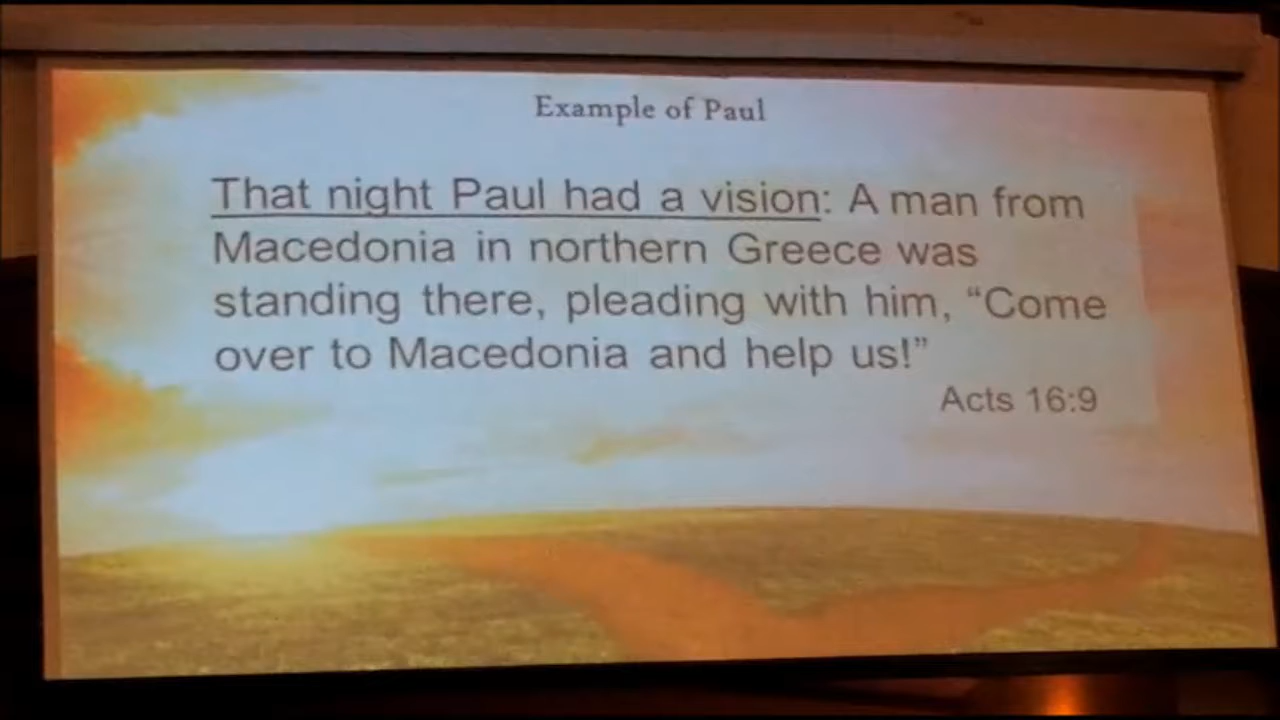 Example of Paul
That night Paul had a vision: A man from
Macedonia in northern Greece was
standing there, pleading with him, “Come
over to Macedonia and help us!”
Acts 16:9